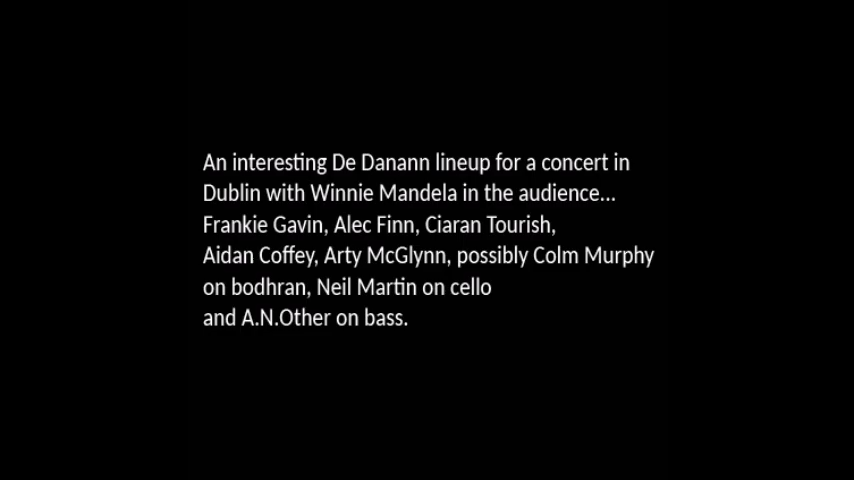 An interesting De Danann lineup for a concert in
Dublin with Winnie Mandela in the audience...
Frankie Gavin, Alec Finn, Ciaran Tourish,
Aidan Coffey, Arty McGlynn, possibly Colm Murphy
on bodhran, Neil Martin on cello
and A.N.Other on bass.